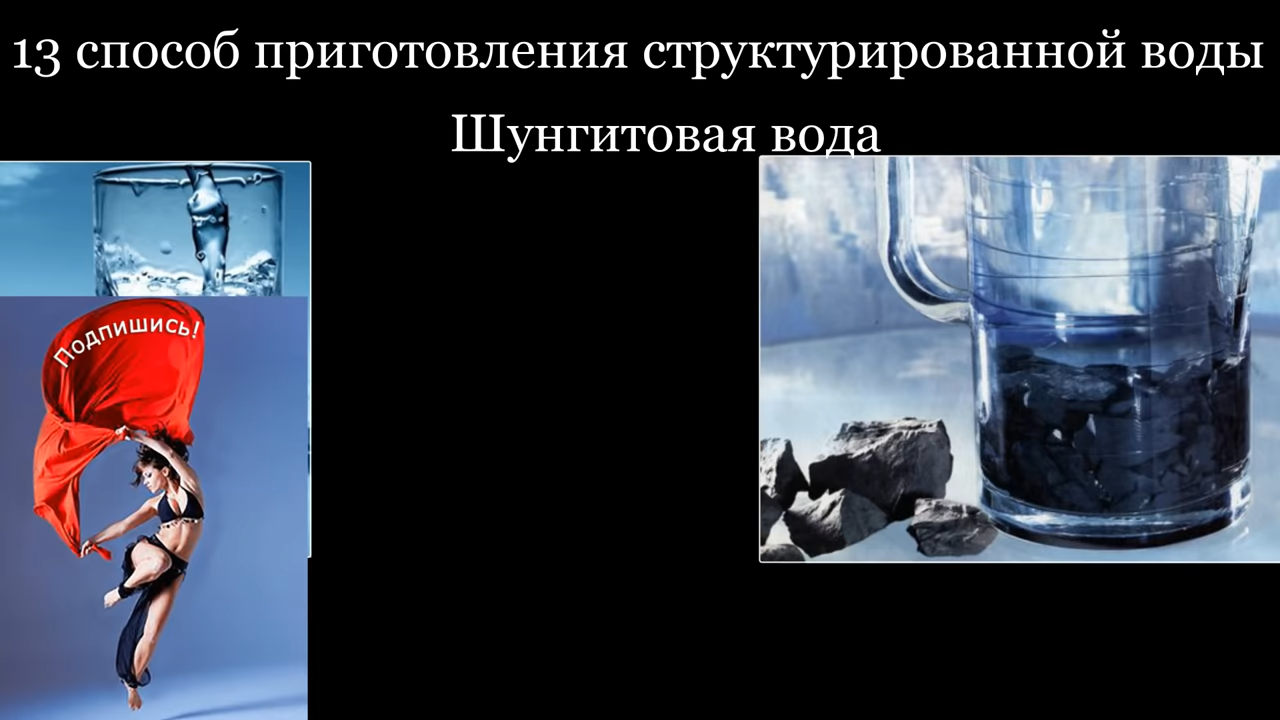 13 способ приготовления структурированной воды
Шунгитовая вода
Подпишись!